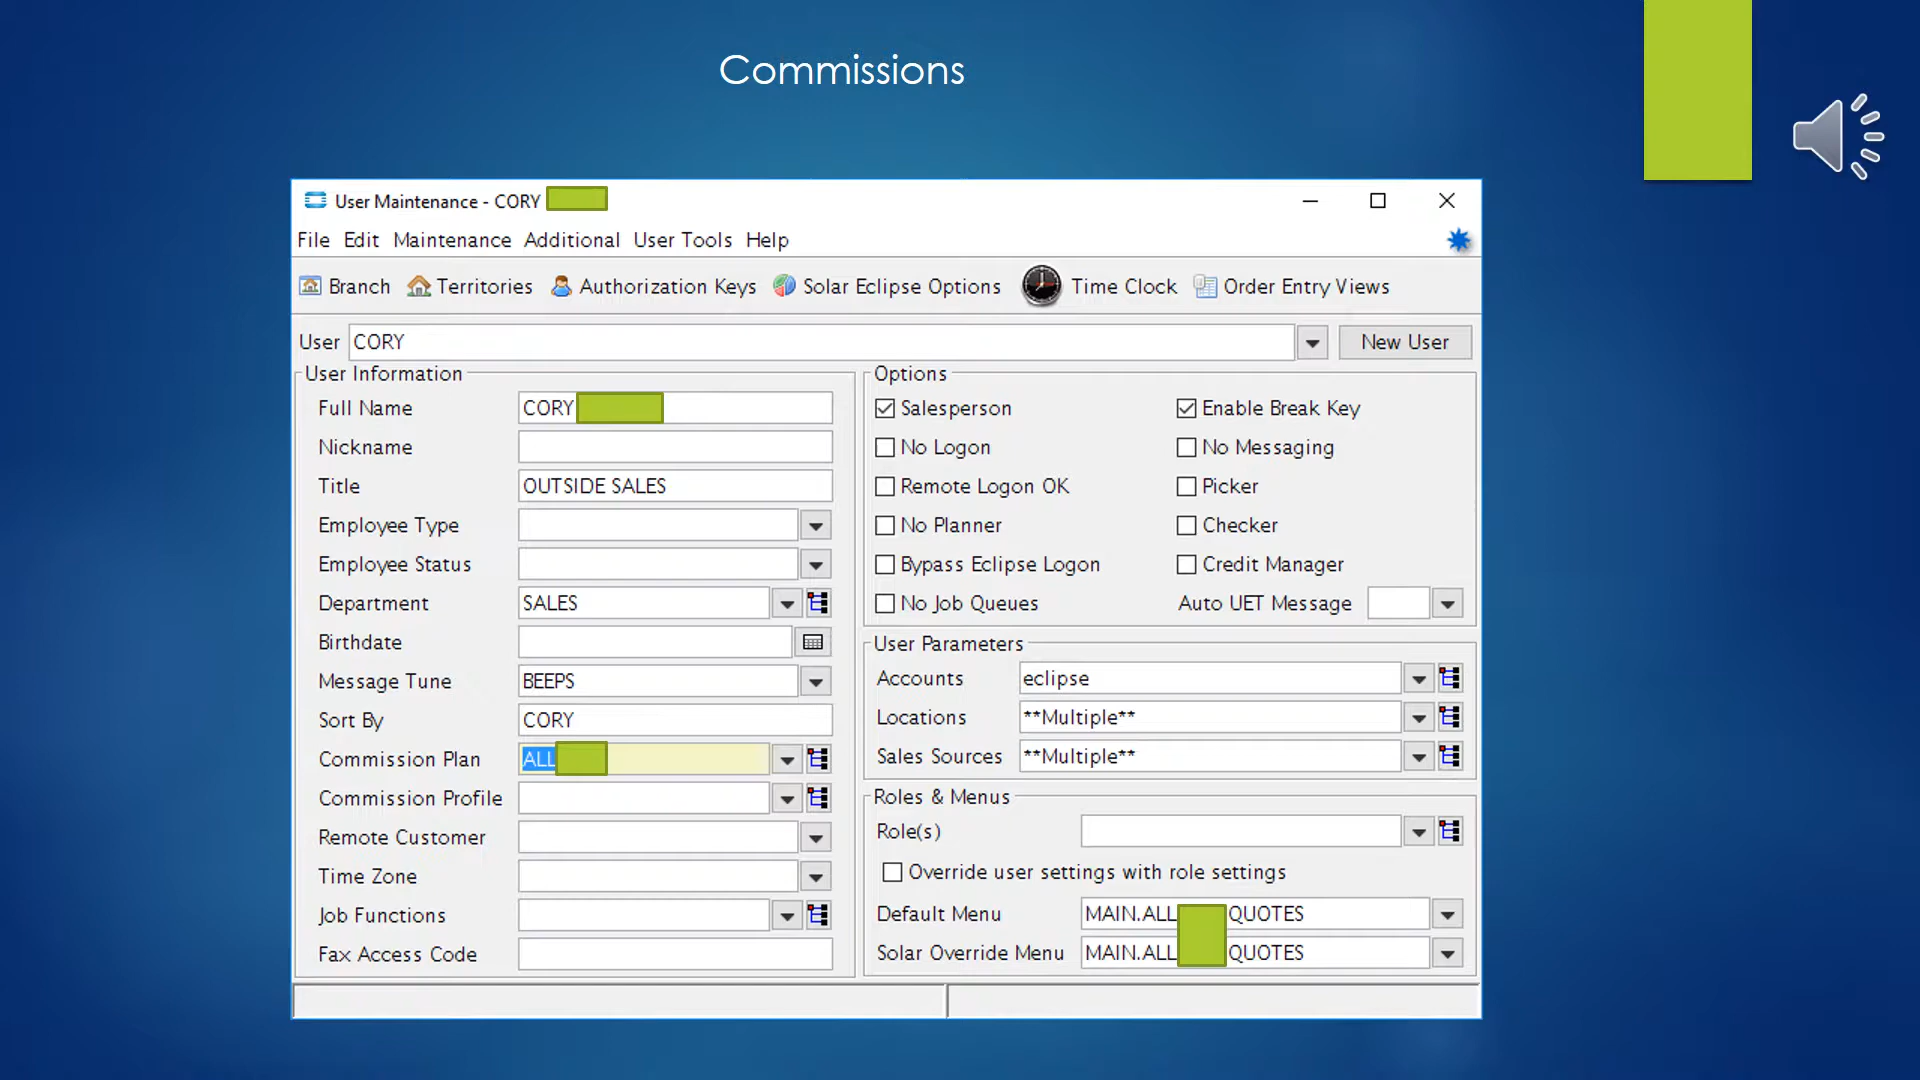 Commissions
User Maintenance - CORY
File Edit Maintenance Additional User Tools Help
Branch Territories Authorization Keys Solar Eclipse Options Time Clock Order Entry Views
User CORY New User
User Information
Full Name CORY
Nickname
Title OUTSIDE SALES
Employee Type
Employee Status
Department SALES
Birthdate
Message Tune BEEPS
Sort By CORY
Commission Plan ALL
Commission Profile
Remote Customer
Time Zone
Job Functions
Fax Access Code
Options
Salesperson Enable Break Key
No Logon No Messaging
Remote Logon OK Picker
No Planner Checker
Bypass Eclipse Logon Credit Manager
No Job Queues Auto UET Message
User Parameters
Accounts eclipse
Locations **Multiple**
Sales Sources **Multiple**
Roles & Menus
Role(s)
Override user settings with role settings
Default Menu MAIN.ALL QUOTES
Solar Override Menu MAIN.ALL QUOTES